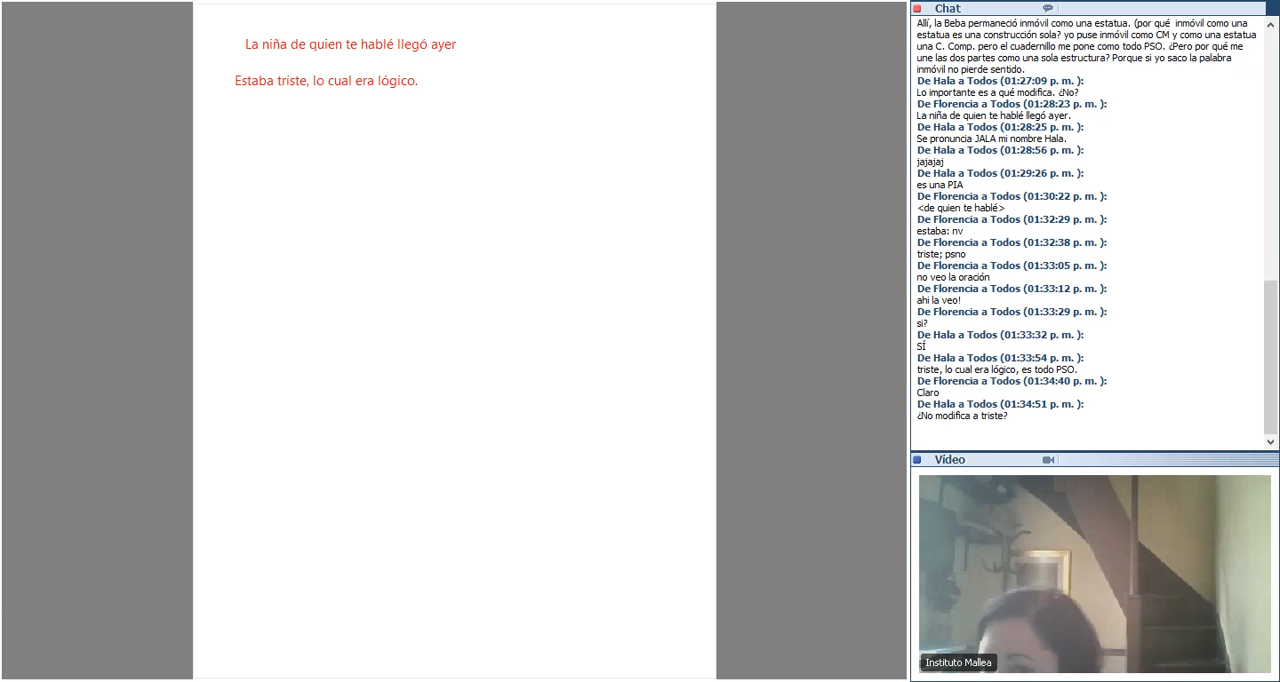 La niña de quien te hablé llegó ayer
Estaba triste, lo cual era lógico.
Chat
Allí, la Beba permaneció inmóvil como una estatua. (por qué  inmóvil como una
estatua es una construcción sola? yo puse inmóvil como CM y como una estatua
una C. Comp. pero el cuadernillo me pone como todo PSO. ¿Pero por qué me
une las dos partes como una sola estructura? Porque si yo saco la palabra
inmóvil no pierde sentido.
De Hala a Todos (01:27:09 p. m. ):
Lo importante es a qué modifica. ¿No?
De Florencia a Todos (01:28:23 p. m. ):
La niña de quien te hablé llegó ayer.
De Hala a Todos (01:28:25 p. m. ):
Se pronuncia JALA mi nombre Hala.
De Hala a Todos (01:28:56 p. m. ):
jajajaj
De Hala a Todos (01:29:26 p. m. ):
es una PIA
De Florencia a Todos (01:30:22 p. m. ):
<de quien te hablé>
De Florencia a Todos (01:32:29 p. m. ):
estaba: nv
De Florencia a Todos (01:32:38 p. m. ):
triste; psno
De Florencia a Todos (01:33:05 p. m. ):
no veo la oración
De Florencia a Todos (01:33:12 p. m. ):
ahi la veo!
De Florencia a Todos (01:33:29 p. m. ):
si?
De Hala a Todos (01:33:32 p. m. ):
SÍ
De Hala a Todos (01:33:54 p. m. ):
triste, lo cual era lógico, es todo PSO.
De Florencia a Todos (01:34:40 p. m. ):
Claro
De Hala a Todos (01:34:51 p. m. ):
¿No modifica a triste?
Vídeo
Instituto Mallea